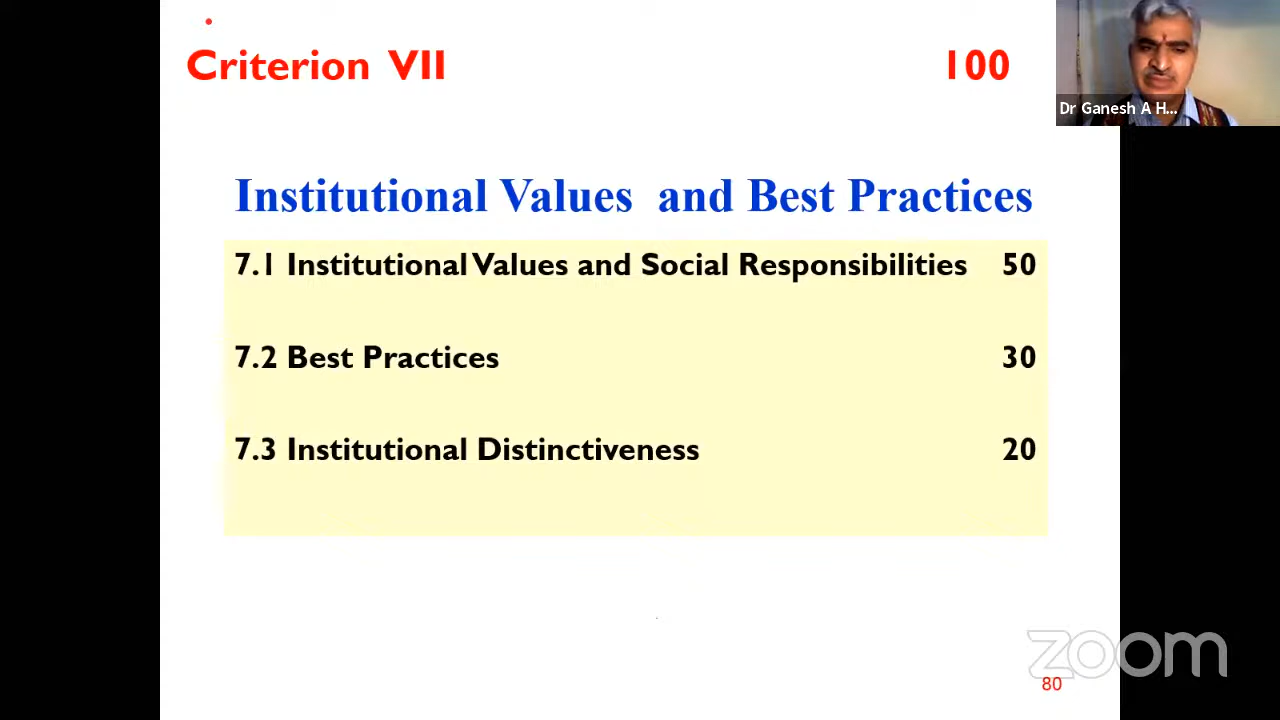 Criterion VII 100
Dr Ganesh A H...
Institutional Values and Best Practices
7.1 Institutional Values and Social Responsibilities 50
7.2 Best Practices 30
7.3 Institutional Distinctiveness 20
zoom
80